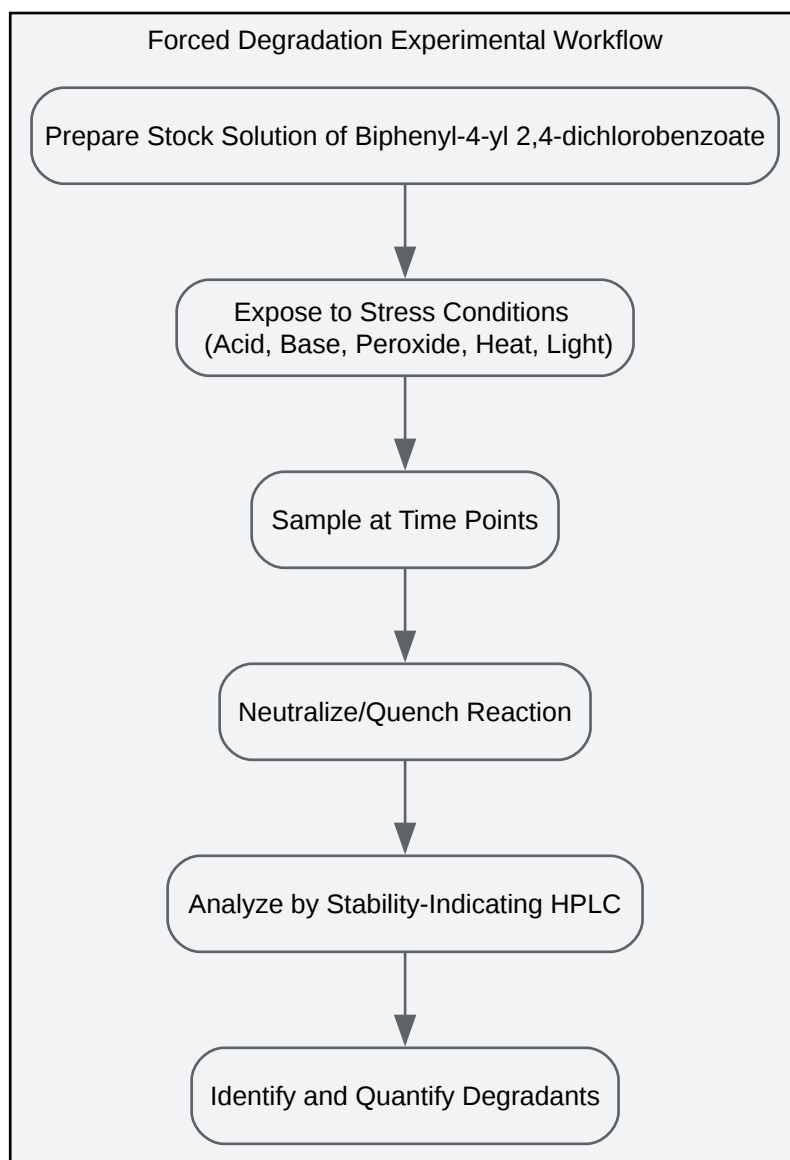 Forced Degradation Experimental Workflow
Prepare Stock Solution of Biphenyl-4-yl 2,4-dichlorobenzoate
Expose to Stress Conditions
(Acid, Base, Peroxide, Heat, Light)
Sample at Time Points
Neutralize/Quench Reaction
Analyze by Stability-Indicating HPLC
Identify and Quantify Degradants